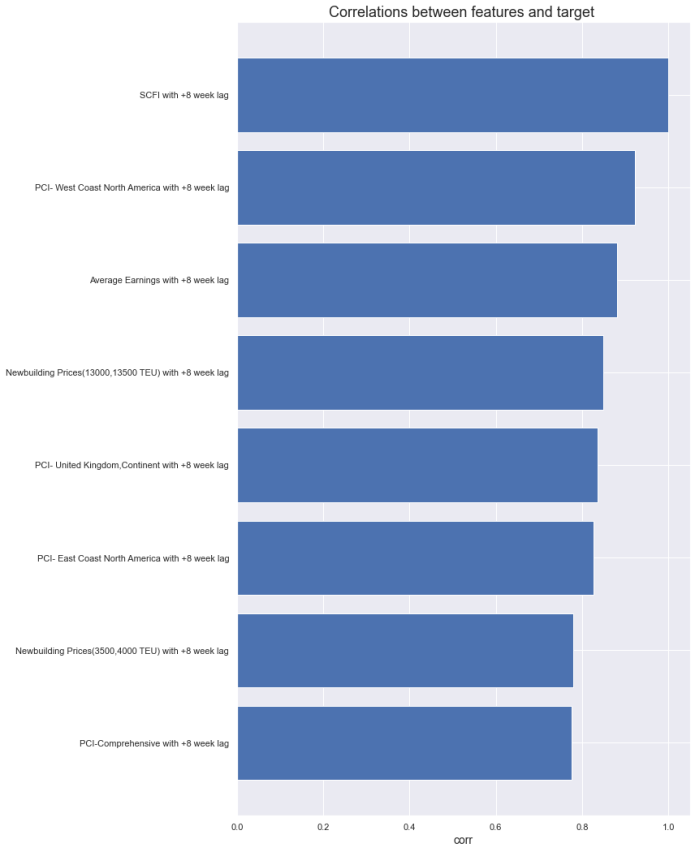 Correlations between features and target
SCFI with +8 week lag
PCI- West Coast North America with +8 week lag
Average Earnings with +8 week lag
Newbuilding Prices(13000,13500 TEU) with +8 week lag
PCI- United Kingdom,Continent with +8 week lag
PCI- East Coast North America with +8 week lag
Newbuilding Prices(3500,4000 TEU) with +8 week lag
PCI-Comprehensive with +8 week lag
0.0 0.2 0.4 0.6 0.8 1.0
corr